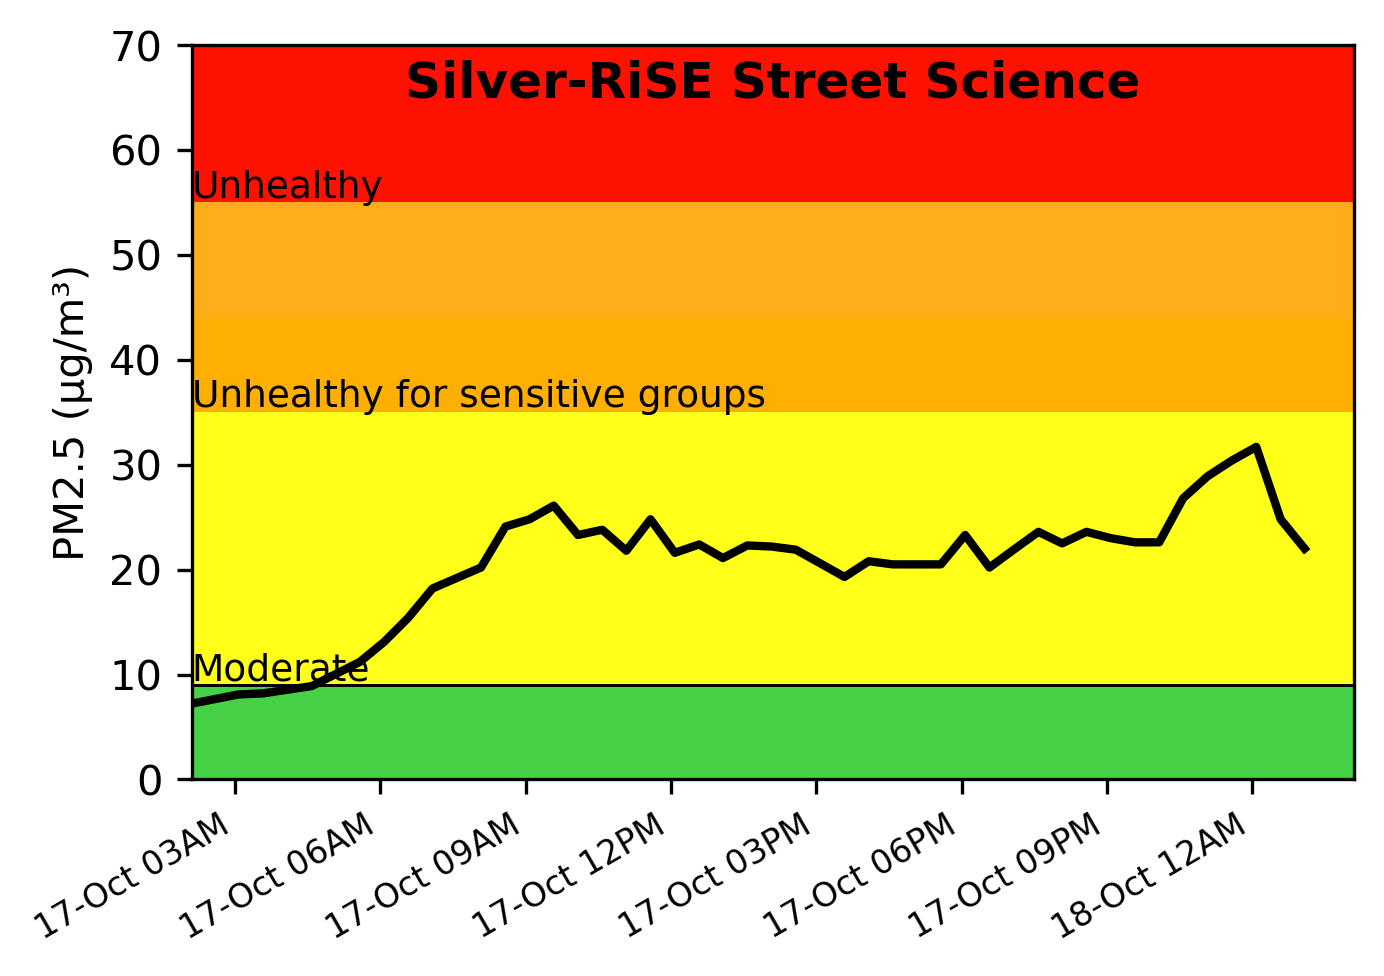 Silver-RiSE Street Science
70
60
Unhealthy
50
40
Unhealthy for sensitive groups
30
20
Moderate
10
0
PM2.5 (µg/m³)
17-Oct 03AM
17-Oct 06AM
17-Oct 09AM
17-Oct 12PM
17-Oct 03PM
17-Oct 06PM
17-Oct 09PM
18-Oct 12AM